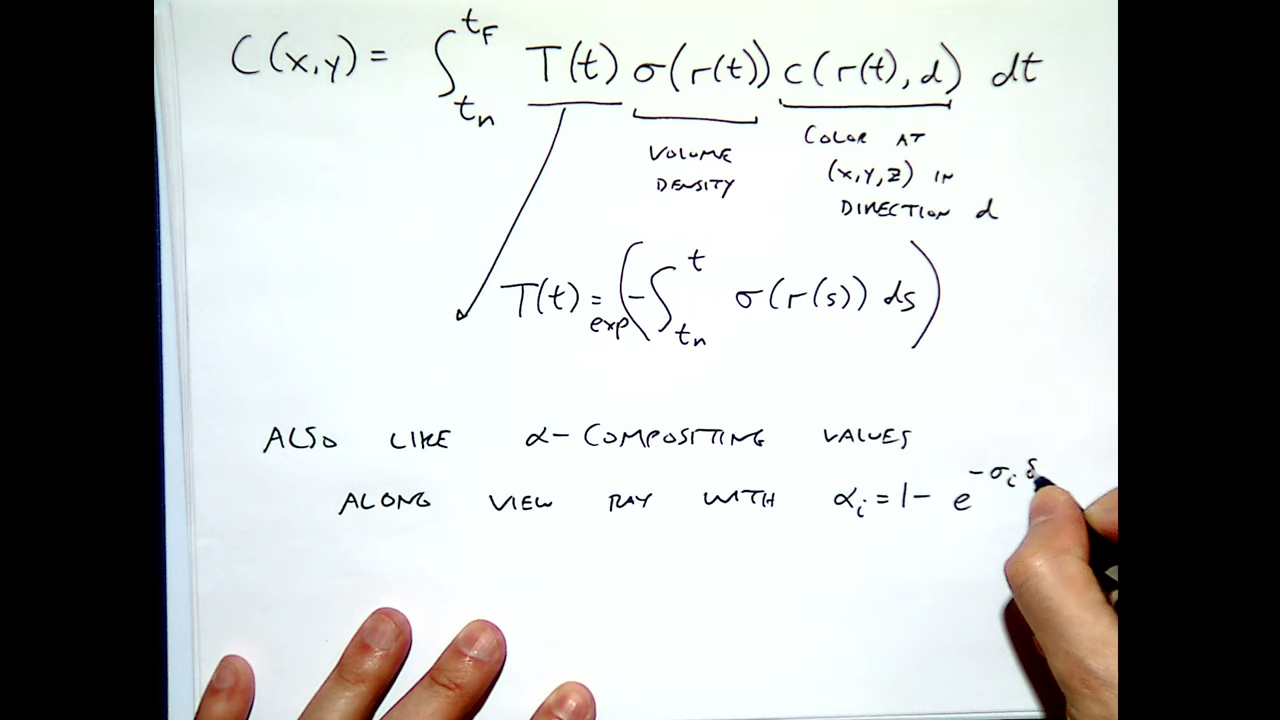 C(x,y) = ∫_{t_n}^{t_F} T(t) σ(r(t)) c(r(t), d) dt
VOLUME DENSITY
COLOR AT
(x,y,z) IN
DIRECTION d
T(t) = exp(-∫_{t_n}^{t} σ(r(s)) ds)
ALSO LIKE α-COMPOSITING VALUES
ALONG VIEW RAY WITH α_i = 1 - e^{-σ_i δ}